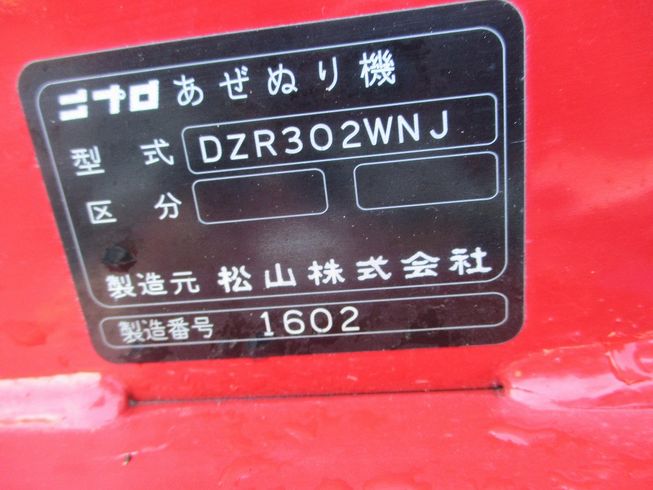 ニプロ あぜぬり機
型式 DZR302WNJ
区分
製造元 松山株式会社
製造番号 1602